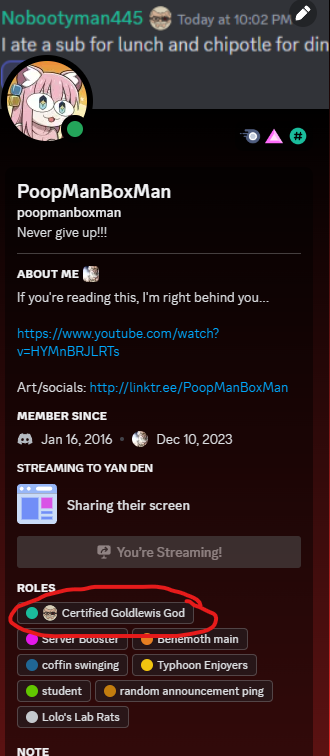 Nobootyman445 Today at 10:02 PM
I ate a sub for lunch and chipotle for din
PoopManBoxMan
poopmanboxman
Never give up!!!
ABOUT ME
If you're reading this, I'm right behind you...
https://www.youtube.com/watch?
v=HYMnBRJLRTs
Art/socials: http://linktr.ee/PoopManBoxMan
MEMBER SINCE
Jan 16, 2016 • Dec 10, 2023
STREAMING TO YAN DEN
Sharing their screen
You're Streaming!
ROLES
Certified Goldlewis God
Server Booster Behemoth main
coffin swinging Typhoon Enjoyers
student random announcement ping
Lolo's Lab Rats
NOTE